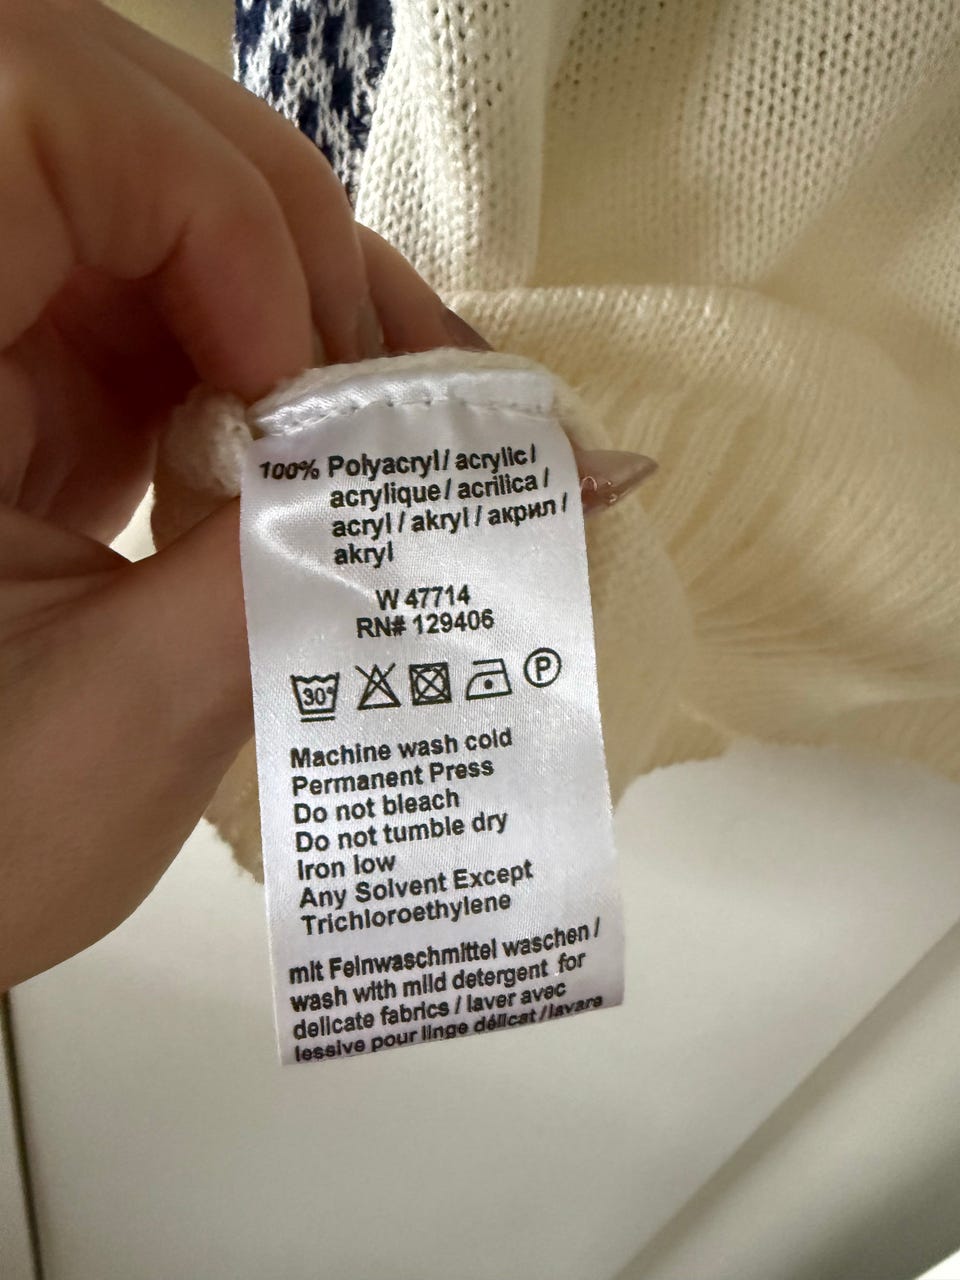 100% Polyacryl / acrylic /
acrylique / acrilica /
acryl / akryl / акрил /
akryl
W 47714
RN# 129406
30°
P
Machine wash cold
Permanent Press
Do not bleach
Do not tumble dry
Iron low
Any Solvent Except
Trichloroethylene
mit Feinwaschmittel waschen /
wash with mild detergent for
delicate fabrics / laver avec
lessive pour linge délicat / lavare